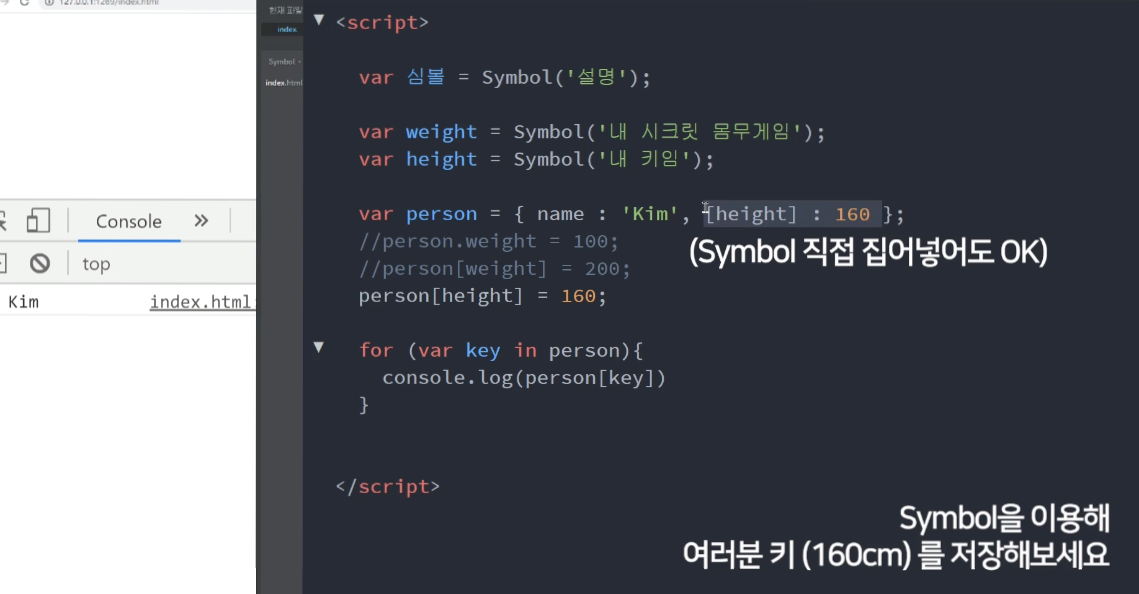 127.0.0.1:1269/index.html
현재 파일
index.
Symbol -
index.html
Console
top
Kim
index.html:
▼ <script>
var 심볼 = Symbol('설명');
var weight = Symbol('내 시크릿 몸무게임');
var height = Symbol('내 키임');
var person = { name : 'Kim', [height] : 160 };
(Symbol 직접 집어넣어도 OK)
//person.weight = 100;
//person[weight] = 200;
person[height] = 160;
▼ for (var key in person){
console.log(person[key])
}
</script>
Symbol을 이용해
여러분 키 (160cm) 를 저장해보세요